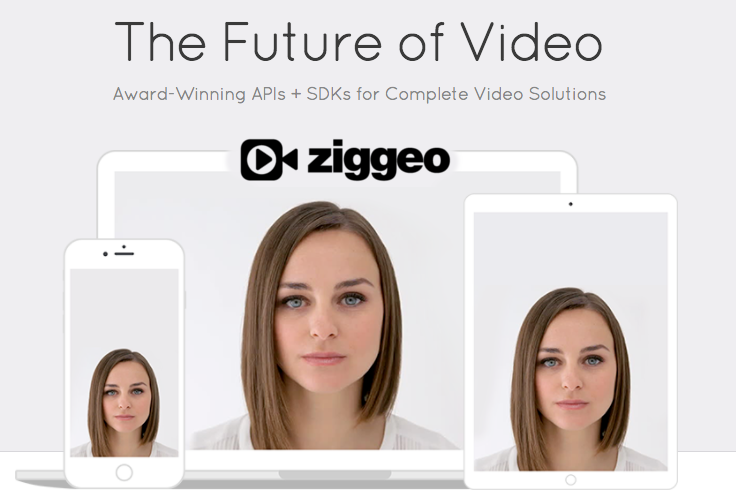 The Future of Video
Award-Winning APIs + SDKs for Complete Video Solutions
ziggeo